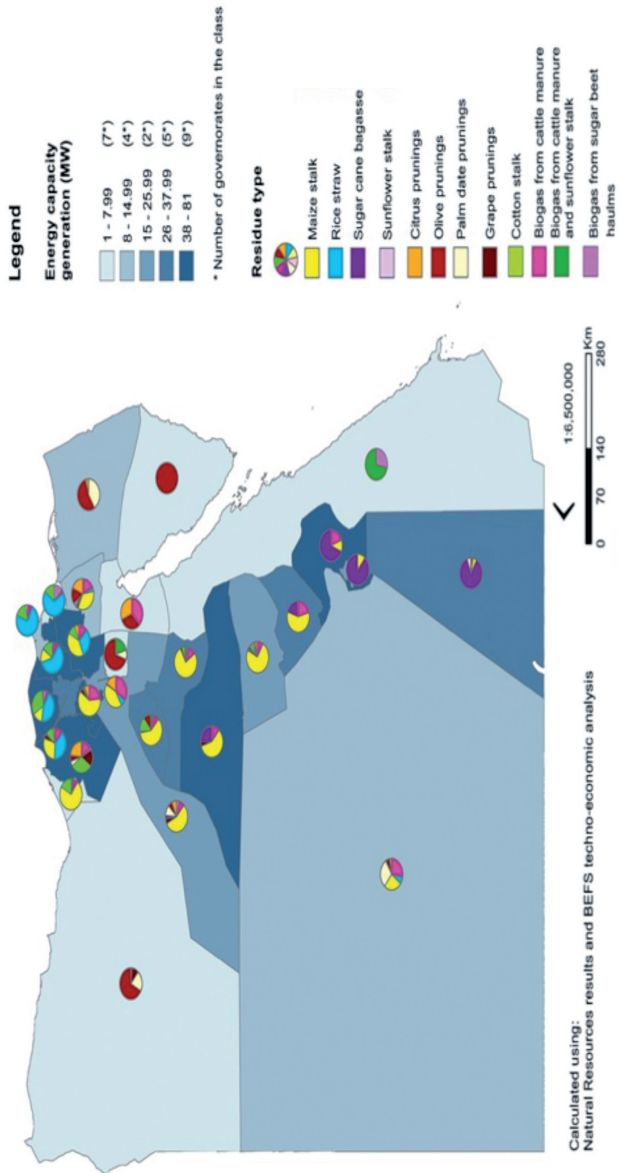 Legend
Energy capacity
generation (MW)
1 - 7.99 (7*)
8 - 14.99 (4*)
15 - 25.99 (2*)
26 - 37.99 (5*)
38 - 81 (9*)
* Number of governorates in the class
Residue type
Maize stalk
Rice straw
Sugar cane bagasse
Sunflower stalk
Citrus prunings
Olive prunings
Palm date prunings
Grape prunings
Cotton stalk
Biogas from cattle manure
Biogas from cattle manure
and sunflower stalk
Biogas from sugar beet
haulms
1:6,500,000
Km
0 70 140 280
Calculated using:
Natural Resources results and BEFS techno-economic analysis